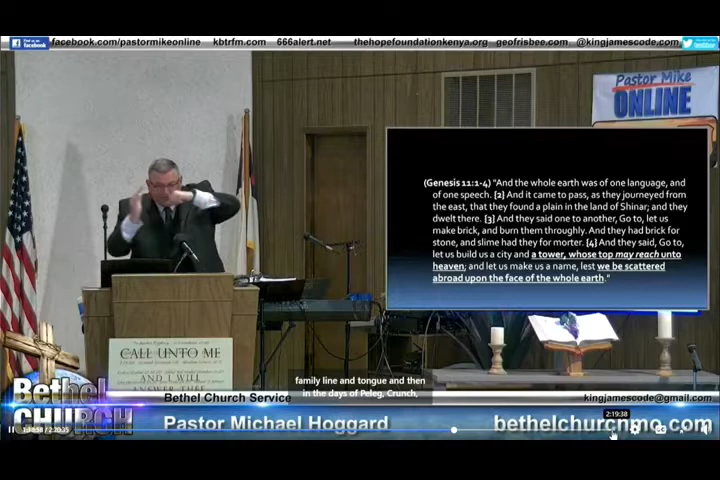 facebook.com/pastormikeonline kbtrfm.com 666alert.net thehopefoundationkenya.org geofrisbee.com @kingjamescode.com
Find us on
facebook
twitter
Pastor Mike
ONLINE
(Genesis 11:1-4) "And the whole earth was of one language, and
of one speech. [2] And it came to pass, as they journeyed from
the east, that they found a plain in the land of Shinar; and they
dwelt there. [3] And they said one to another, Go to, let us
make brick, and burn them throughly. And they had brick for
stone, and slime had they for morter. [4] And they said, Go to,
let us build us a city and a tower, whose top may reach unto
heaven; and let us make us a name, lest we be scattered
abroad upon the face of the whole earth."
CALL UNTO ME
AND I WILL
ANSWER THEE
family line and tongue and then
in the days of Peleg, Crunch,
Bethel
CHURCH
Bethel Church Service
kingjamescode@gmail.com
2:19:38
Pastor Michael Hoggard
bethelchurchmo.com